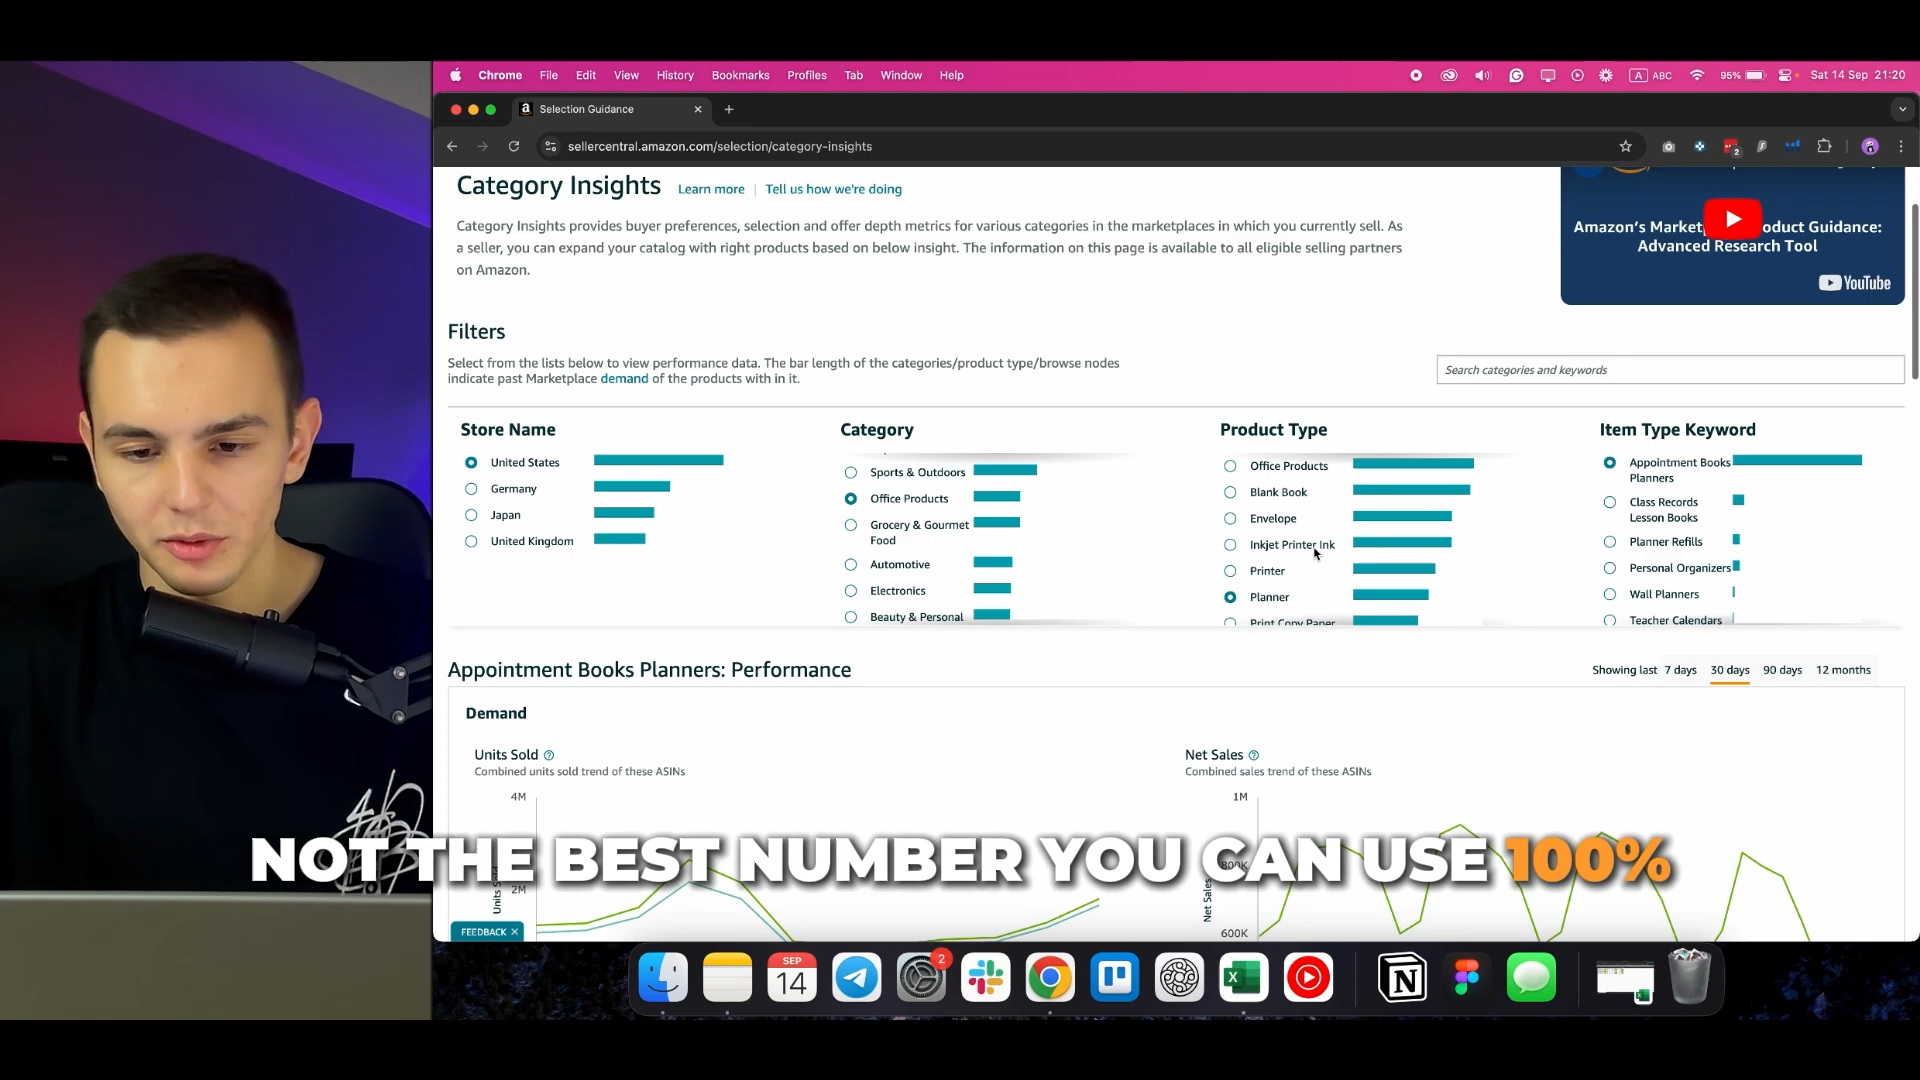 Chrome File Edit View History Bookmarks Profiles Tab Window Help
A ABC 95% Sat 14 Sep 21:20
Selection Guidance
sellercentral.amazon.com/selection/category-insights
2
Category Insights Learn more Tell us how we're doing
Category Insights provides buyer preferences, selection and offer depth metrics for various categories in the marketplaces in which you currently sell. As
a seller, you can expand your catalog with right products based on below insight. The information on this page is available to all eligible selling partners
on Amazon.
Amazon's Market oduct Guidance:
Advanced Research Tool
YouTube
Filters
Select from the lists below to view performance data. The bar length of the categories/product type/browse nodes
indicate past Marketplace demand of the products with in it.
Search categories and keywords
Store Name
United States
Germany
Japan
United Kingdom
Category
Sports & Outdoors
Office Products
Grocery & Gourmet
Food
Automotive
Electronics
Beauty & Personal
Product Type
Office Products
Blank Book
Envelope
Inkjet Printer Ink
Printer
Planner
Print Copy Paper
Item Type Keyword
Appointment Books
Planners
Class Records
Lesson Books
Planner Refills
Personal Organizers
Wall Planners
Teacher Calendars
Appointment Books Planners: Performance
Showing last 7 days 30 days 90 days 12 months
Demand
Units Sold
Combined units sold trend of these ASINs
4M
2M
Net Sales
Combined sales trend of these ASINs
1M
800K
600K
Net Sales
NOT THE BEST NUMBER YOU CAN USE 100%
FEEDBACK
SEP
14
2